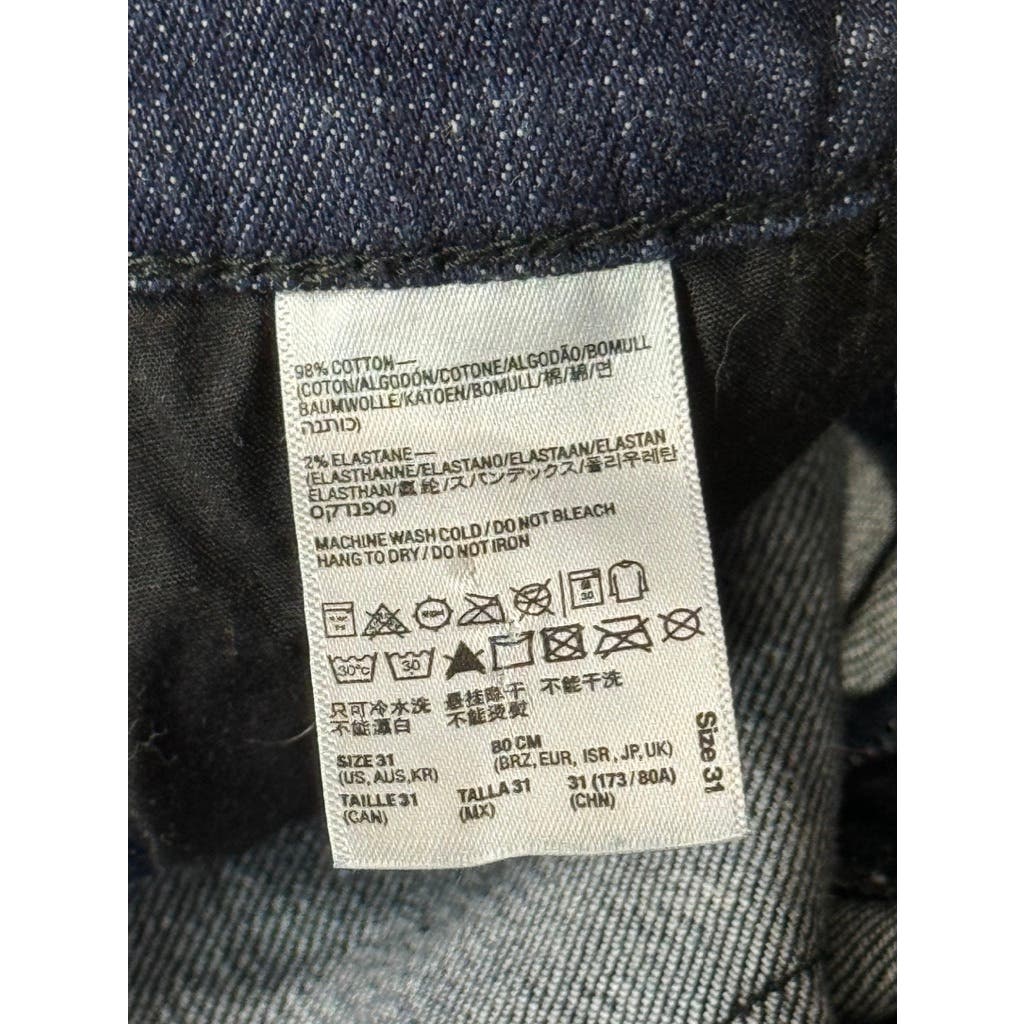 98% COTTON—
(COTON/ALGODÓN/COTONE/ALGODÃO/BOMULL
BAUMWOLLE/KATOEN/BOMULL/棉/綿/면
כותנה)
2% ELASTANE—
(ELASTHANNE/ELASTANO/ELASTAAN/ELASTAN
ELASTHAN/氨綸/スパンデックス/폴리우레탄
ספנדקס)
MACHINE WASH COLD / DO NOT BLEACH
HANG TO DRY / DO NOT IRON
30
30°C 30
只可冷水洗 悬挂晾干 不能干洗
不能漂白 不能烫熨
SIZE 31 80 CM
(US, AUS, KR) (BRZ, EUR, ISR, JP, UK)
TAILLE 31 TALLA 31 31 (173/80A)
(CAN) (MX) (CHN)
Size 31